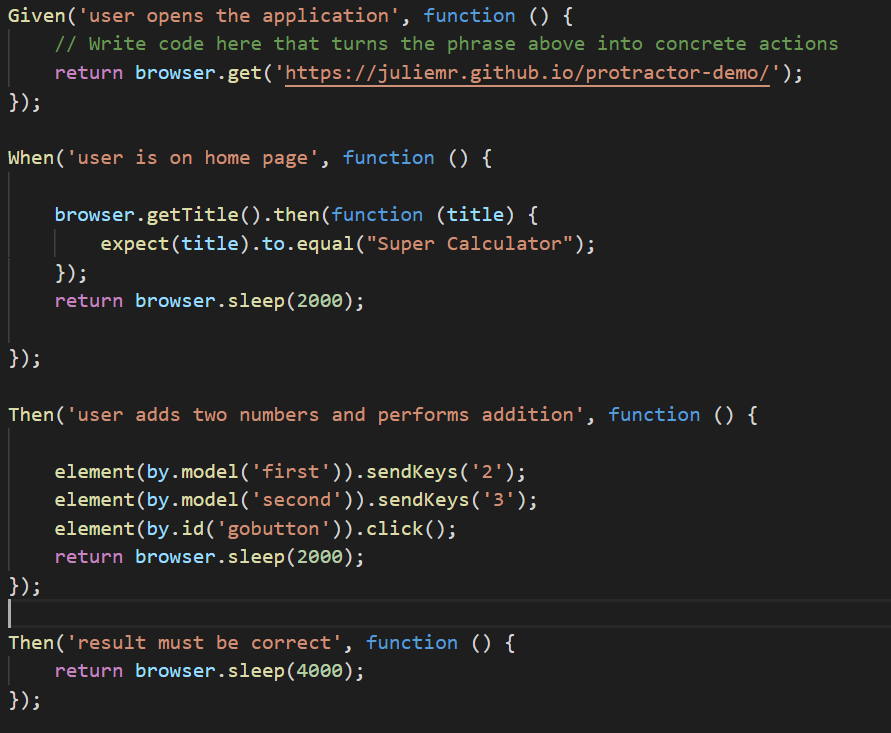 Given('user opens the application', function () {
    // Write code here that turns the phrase above into concrete actions
    return browser.get('https://juliemr.github.io/protractor-demo/');
});

When('user is on home page', function () {

    browser.getTitle().then(function (title) {
        expect(title).to.equal("Super Calculator");
    });
    return browser.sleep(2000);

});

Then('user adds two numbers and performs addition', function () {

    element(by.model('first')).sendKeys('2');
    element(by.model('second')).sendKeys('3');
    element(by.id('gobutton')).click();
    return browser.sleep(2000);
});

Then('result must be correct', function () {
    return browser.sleep(4000);
});